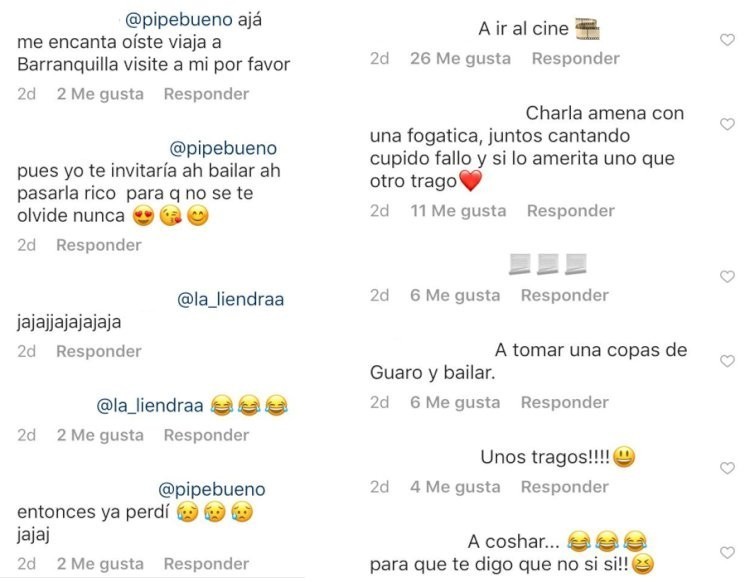 @pipebueno ajá
me encanta oíste viaja a
Barranquilla visite a mi por favor
2d 2 Me gusta Responder
@pipebueno
pues yo te invitaría ah bailar ah
pasarla rico para q no se te
olvide nunca 😍😘😊
2d Responder
@la_liendraa
jajajjajajajaja
2d Responder
@la_liendraa 😂😂😂
2d 2 Me gusta Responder
@pipebueno
entonces ya perdí 😥😥😥
jajaj
2d 2 Me gusta Responder
A ir al cine 🎞️
2d 26 Me gusta Responder
Charla amena con
una fogatica, juntos cantando
cupido fallo y si lo amerita uno que
otro trago❤️
2d 11 Me gusta Responder
2d 6 Me gusta Responder
A tomar una copas de
Guaro y bailar.
2d 6 Me gusta Responder
Unos tragos!!!!😃
2d 4 Me gusta Responder
A coshar... 😂😂😂
para que te digo que no si si!!😆